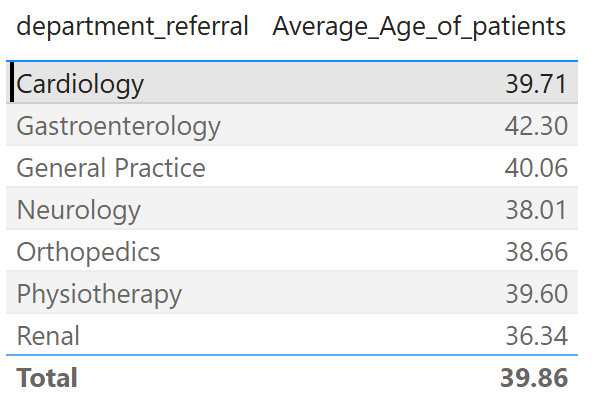 department_referral Average_Age_of_patients
Cardiology 39.71
Gastroenterology 42.30
General Practice 40.06
Neurology 38.01
Orthopedics 38.66
Physiotherapy 39.60
Renal 36.34
Total 39.86